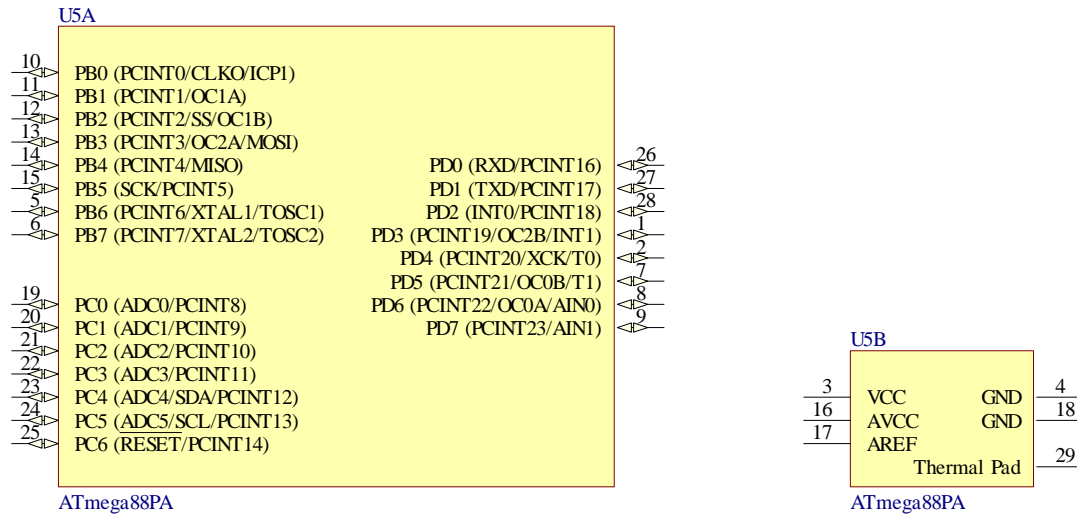 U5A
10 PB0 (PCINT0/CLKO/ICP1)
11 PB1 (PCINT1/OC1A)
12 PB2 (PCINT2/SS/OC1B)
13 PB3 (PCINT3/OC2A/MOSI)
14 PB4 (PCINT4/MISO)
15 PB5 (SCK/PCINT5)
5 PB6 (PCINT6/XTAL1/TOSC1)
6 PB7 (PCINT7/XTAL2/TOSC2)
19 PC0 (ADC0/PCINT8)
20 PC1 (ADC1/PCINT9)
21 PC2 (ADC2/PCINT10)
22 PC3 (ADC3/PCINT11)
23 PC4 (ADC4/SDA/PCINT12)
24 PC5 (ADC5/SCL/PCINT13)
25 PC6 (RESET/PCINT14)
PD0 (RXD/PCINT16) 26
PD1 (TXD/PCINT17) 27
PD2 (INT0/PCINT18) 28
PD3 (PCINT19/OC2B/INT1) 1
PD4 (PCINT20/XCK/T0) 2
PD5 (PCINT21/OC0B/T1) 7
PD6 (PCINT22/OC0A/AIN0) 8
PD7 (PCINT23/AIN1) 9
ATmega88PA
U5B
3 VCC GND 4
16 AVCC GND 18
17 AREF
Thermal Pad 29
ATmega88PA